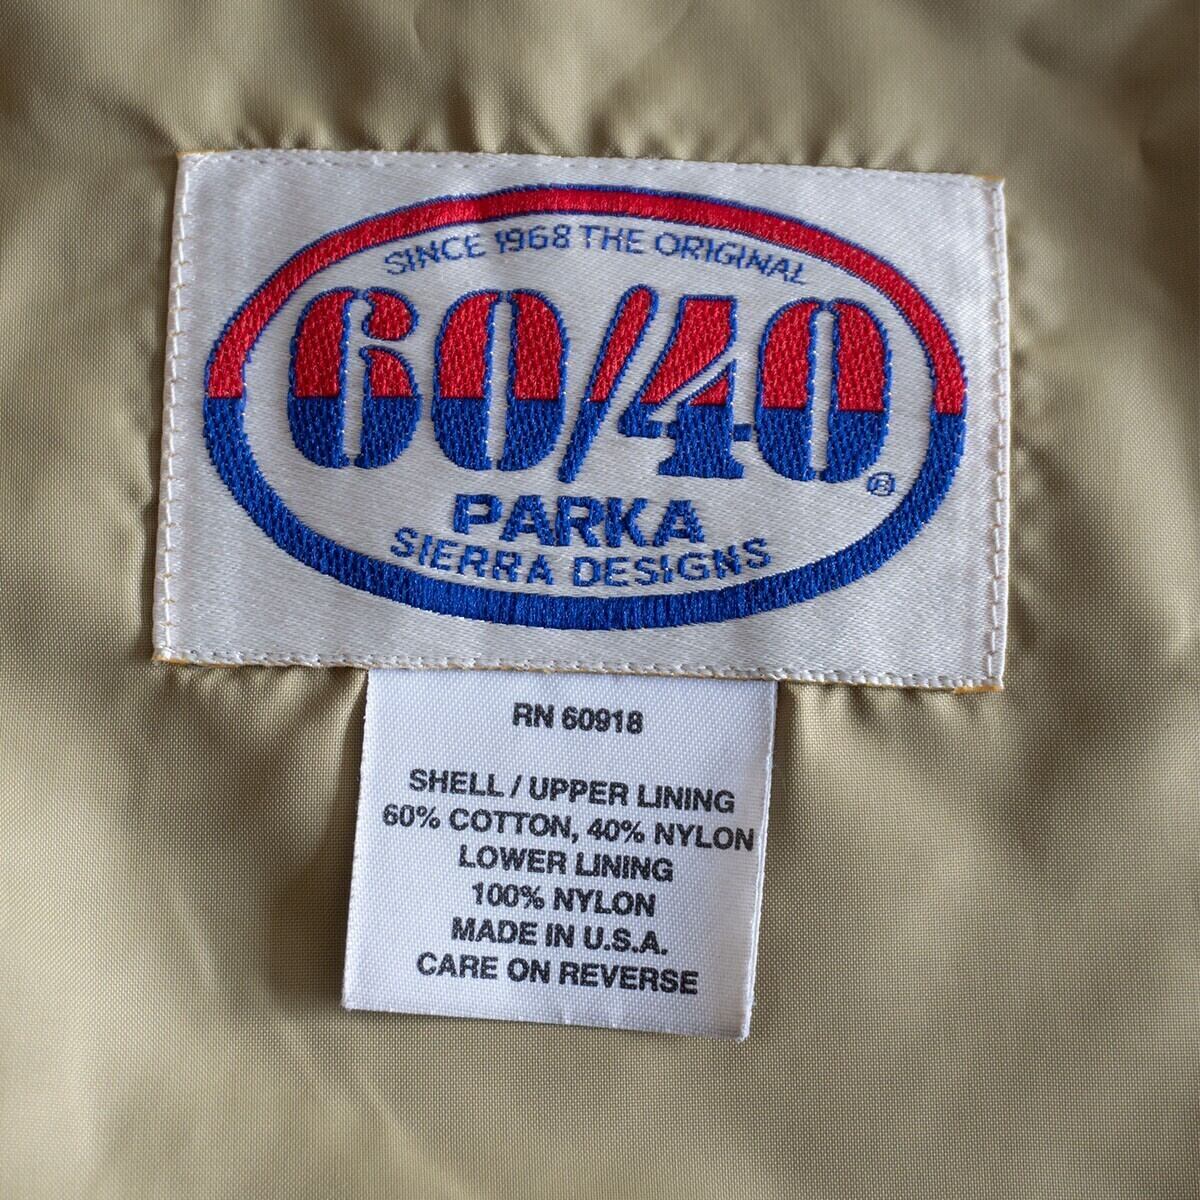 SINCE 1968 THE ORIGINAL
60/40®
PARKA
SIERRA DESIGNS
RN 60918
SHELL / UPPER LINING
60% COTTON, 40% NYLON
LOWER LINING
100% NYLON
MADE IN U.S.A.
CARE ON REVERSE